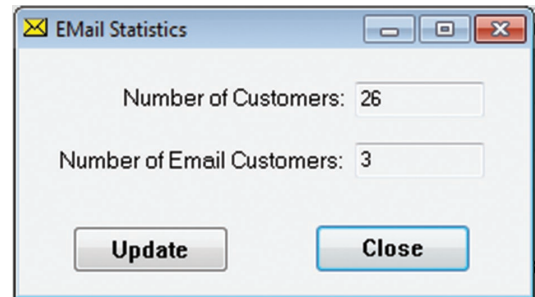 EMail Statistics
Number of Customers: 26
Number of Email Customers: 3
Update Close